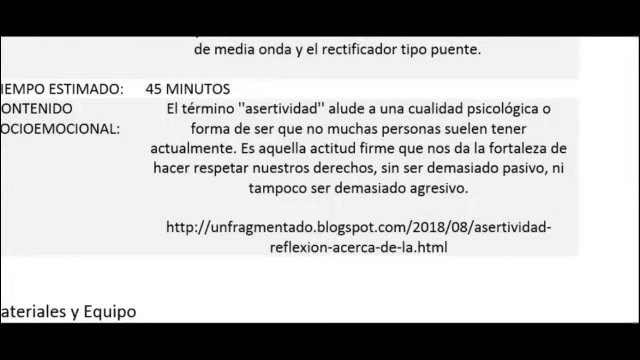 de media onda y el rectificador tipo puente.
IEMPO ESTIMADO: 45 MINUTOS
ONTENIDO El término "asertividad" alude a una cualidad psicológica o
OCIOEMOCIONAL: forma de ser que no muchas personas suelen tener
actualmente. Es aquella actitud firme que nos da la fortaleza de
hacer respetar nuestros derechos, sin ser demasiado pasivo, ni
tampoco ser demasiado agresivo.
http://unfragmentado.blogspot.com/2018/08/asertividad-
reflexion-acerca-de-la.html
ateriales y Equipo